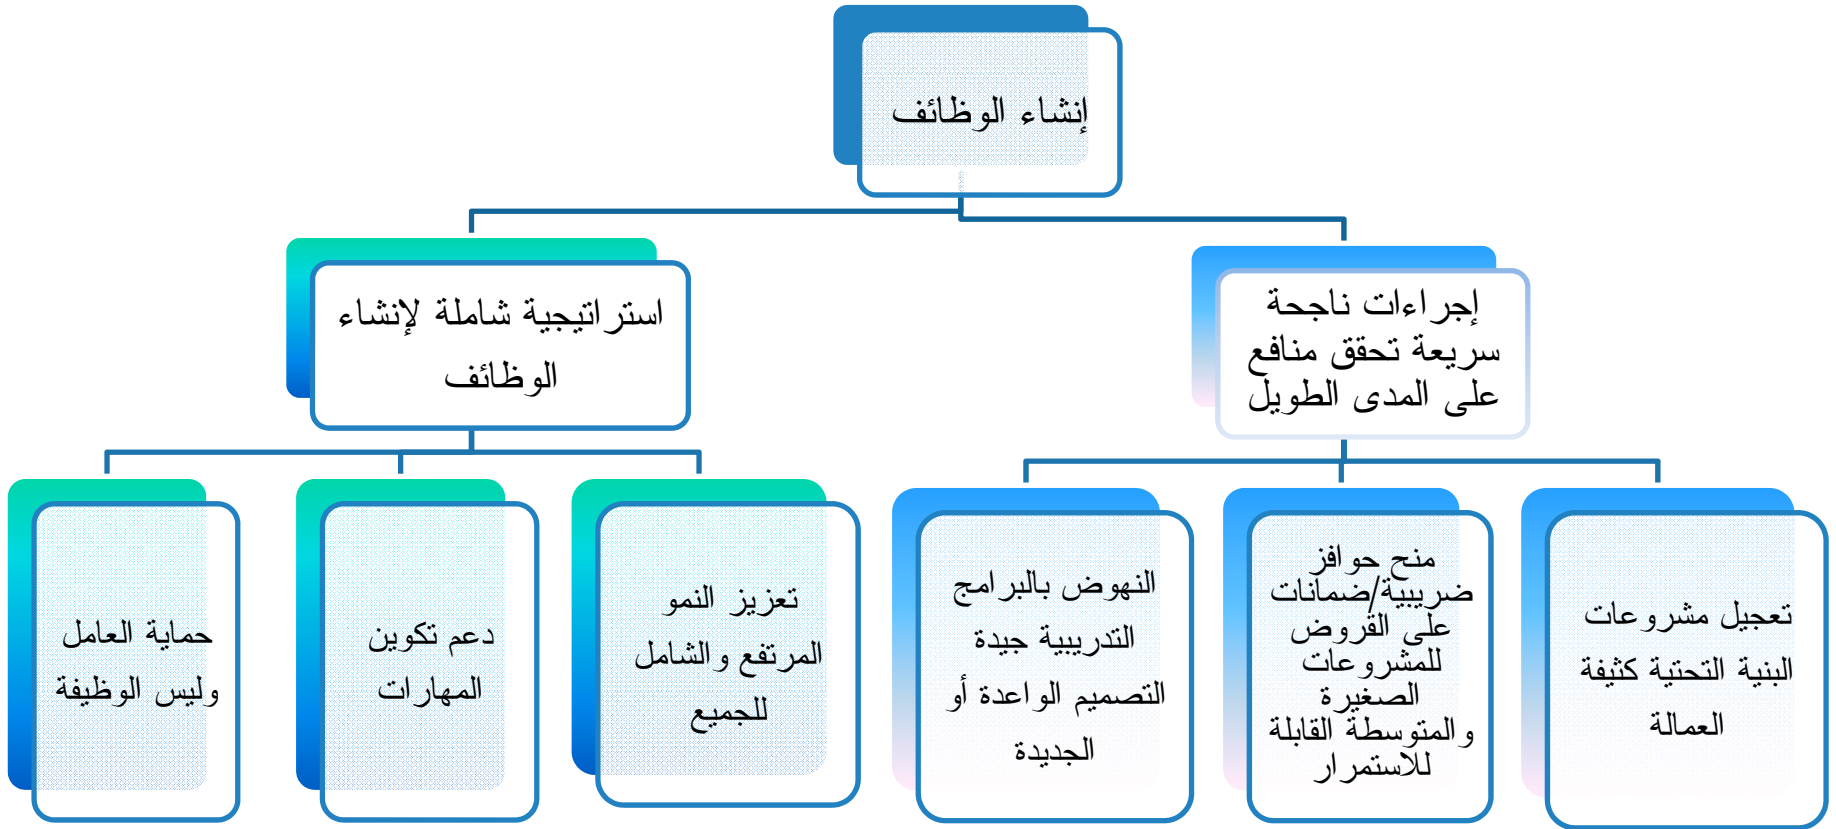 إنشاء الوظائف
إجراءات ناجحة
سريعة تحقق منافع
على المدى الطويل
استراتيجية شاملة لإنشاء
الوظائف
تعجيل مشروعات
البنية التحتية كثيفة
العمالة
منح حوافز
ضريبية/ضمانات
على القروض
للمشروعات
الصغيرة
والمتوسطة القابلة
للاستمرار
النهوض بالبرامج
التدريبية جيدة
التصميم الواعدة أو
الجديدة
تعزيز النمو
المرتفع والشامل
للجميع
دعم تكوين
المهارات
حماية العامل
وليس الوظيفة